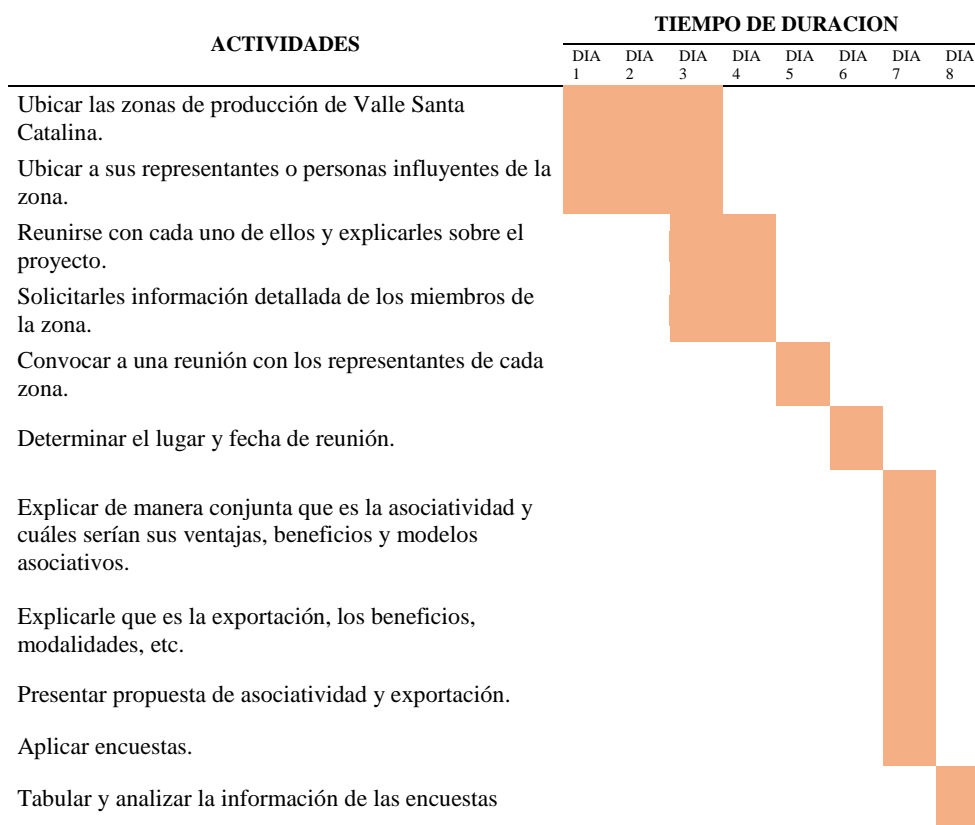 ACTIVIDADES
TIEMPO DE DURACION
DIA DIA DIA DIA DIA DIA DIA DIA
1 2 3 4 5 6 7 8
Ubicar las zonas de producción de Valle Santa
Catalina.
Ubicar a sus representantes o personas influyentes de la
zona.
Reunirse con cada uno de ellos y explicarles sobre el
proyecto.
Solicitarles información detallada de los miembros de
la zona.
Convocar a una reunión con los representantes de cada
zona.
Determinar el lugar y fecha de reunión.
Explicar de manera conjunta que es la asociatividad y
cuáles serían sus ventajas, beneficios y modelos
asociativos.
Explicarle que es la exportación, los beneficios,
modalidades, etc.
Presentar propuesta de asociatividad y exportación.
Aplicar encuestas.
Tabular y analizar la información de las encuestas